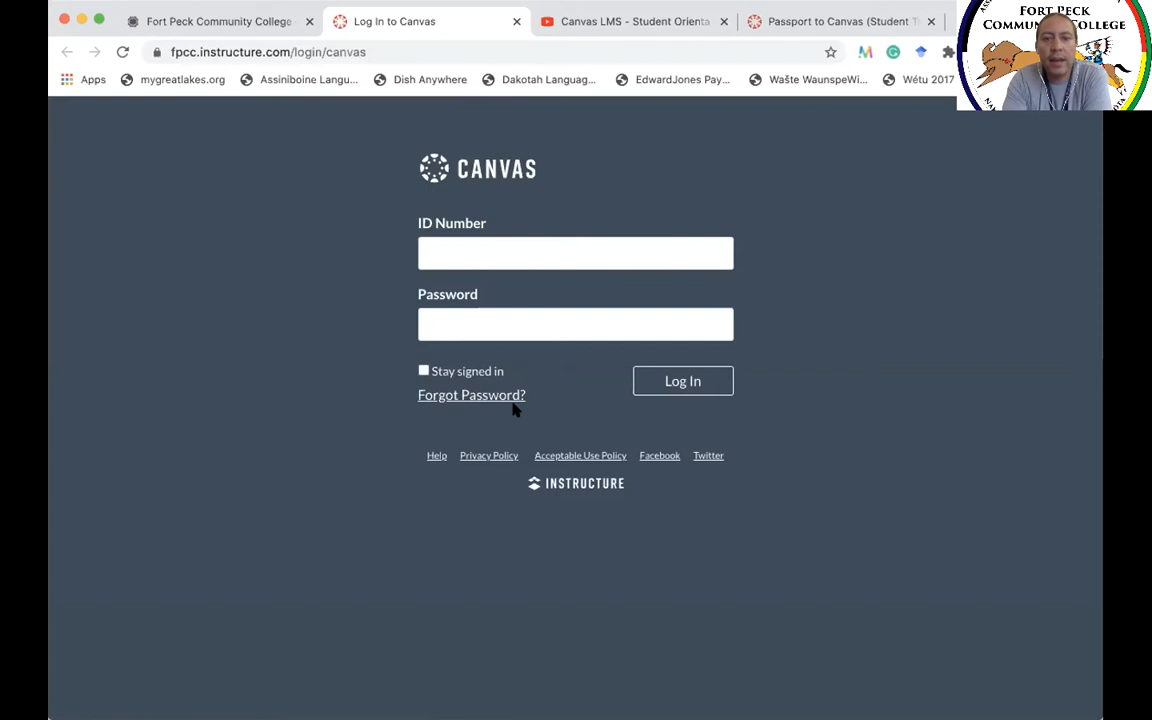 Fort Peck Community College
Log In to Canvas
Canvas LMS - Student Orienta
Passport to Canvas (Student T
fpcc.instructure.com/login/canvas
Apps
mygreatlakes.org
Assiniboine Langu...
Dish Anywhere
Dakotah Languag...
EdwardJones Pay...
Wašte WaunspeWi...
Wétu 2017
FORT PECK
COMMUNITY COLLEGE
CANVAS
ID Number
Password
Stay signed in
Log In
Forgot Password?
Help Privacy Policy Acceptable Use Policy Facebook Twitter
INSTRUCTURE